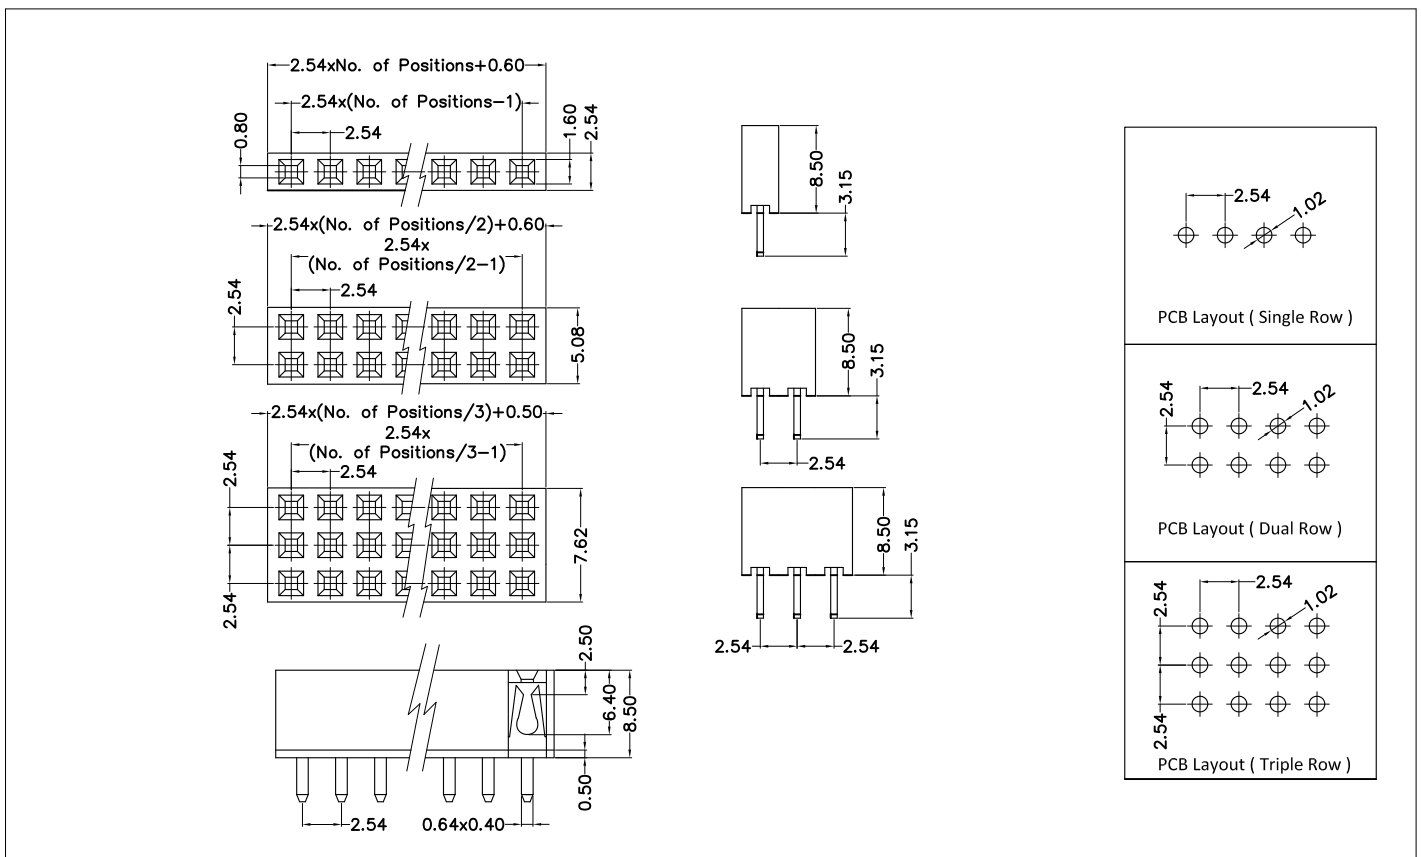 2.54xNo. of Positions+0.60
2.54x(No. of Positions-1)
2.54
0.80
1.60
2.54
2.54x(No. of Positions/2)+0.60
2.54x
(No. of Positions/2-1)
2.54
2.54
5.08
2.54x(No. of Positions/3)+0.50
2.54x
(No. of Positions/3-1)
2.54
2.54
2.54
7.62
2.50
6.40
8.50
0.50
2.54
0.64x0.40
8.50
3.15
8.50
3.15
2.54
8.50
3.15
2.54
2.54
2.54
1.02
PCB Layout ( Single Row )
2.54
2.54
1.02
PCB Layout ( Dual Row )
2.54
2.54
1.02
2.54
PCB Layout ( Triple Row )